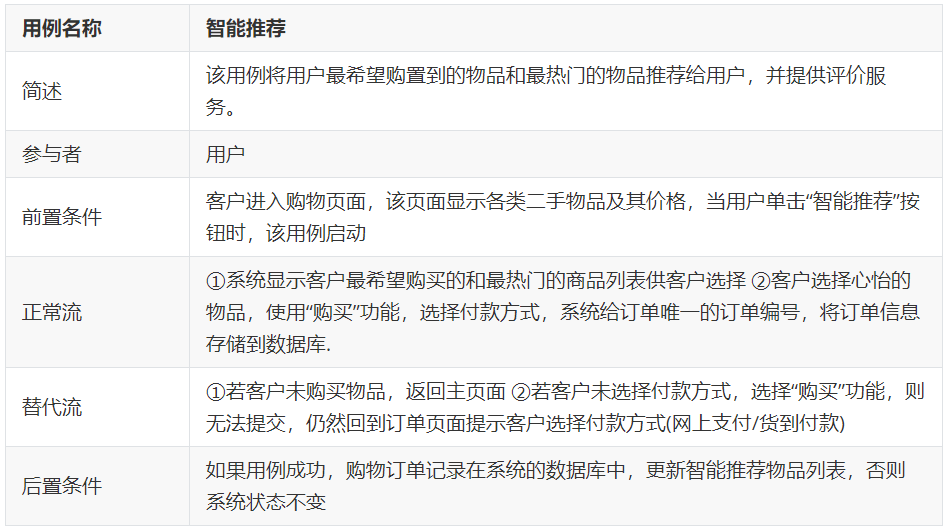 用例名称
智能推荐
简述
该用例将用户最希望购置到的物品和最热门的物品推荐给用户，并提供评价服
务。
参与者
用户
前置条件
客户进入购物页面，该页面显示各类二手物品及其价格，当用户单击“智能推荐”按
钮时，该用例启动
正常流
①系统显示客户最希望购买的和最热门的商品列表供客户选择 ②客户选择心怡的
物品，使用“购买”功能，选择付款方式，系统给订单唯一的订单编号，将订单信息
存储到数据库.
替代流
①若客户未购买物品，返回主页面 ②若客户未选择付款方式，选择“购买”功能，则
无法提交，仍然回到订单页面提示客户选择付款方式(网上支付/货到付款)
后置条件
如果用例成功，购物订单记录在系统的数据库中，更新智能推荐物品列表，否则
系统状态不变